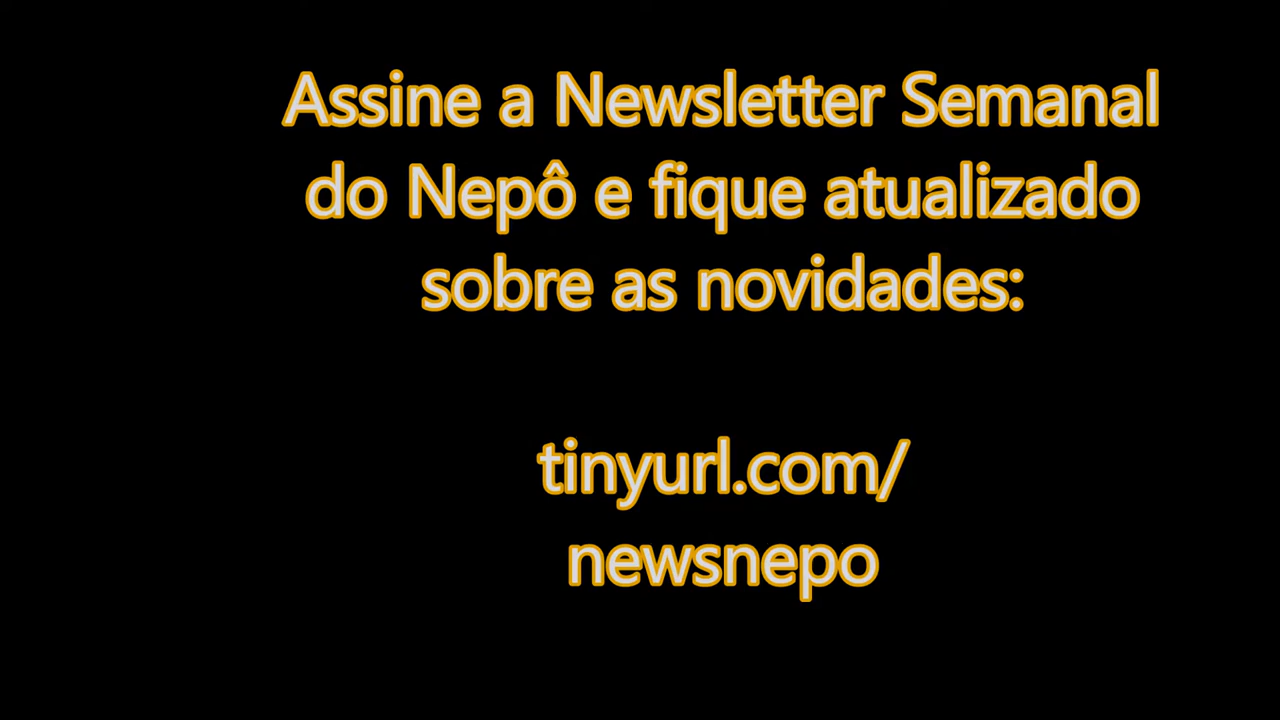 Assine a Newsletter Semanal
do Nepô e fique atualizado
sobre as novidades:
tinyurl.com/
newsnepo